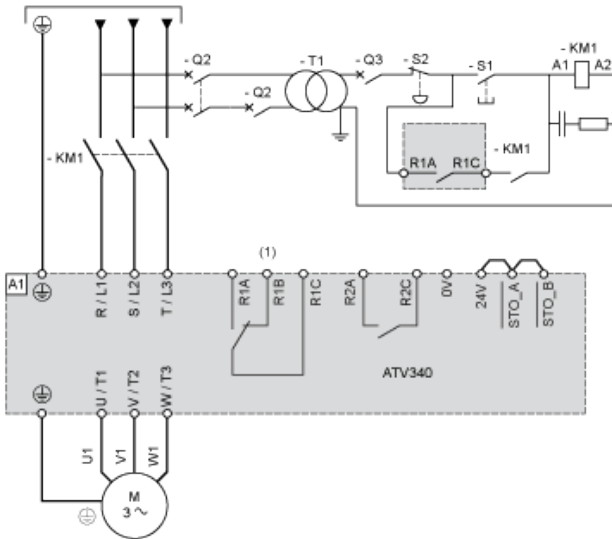 - Q2
- T1
- Q3
- S2
- S1
- KM1
A1
A2
- Q2
- KM1
R1A
R1C
- KM1
(1)
A1
R / L1
S / L2
T / L3
R1A
R1B
R1C
R2A
R2C
0V
24V
STO_A
STO_B
ATV340
U / T1
V / T2
W / T3
U1
V1
W1
M
3 ~